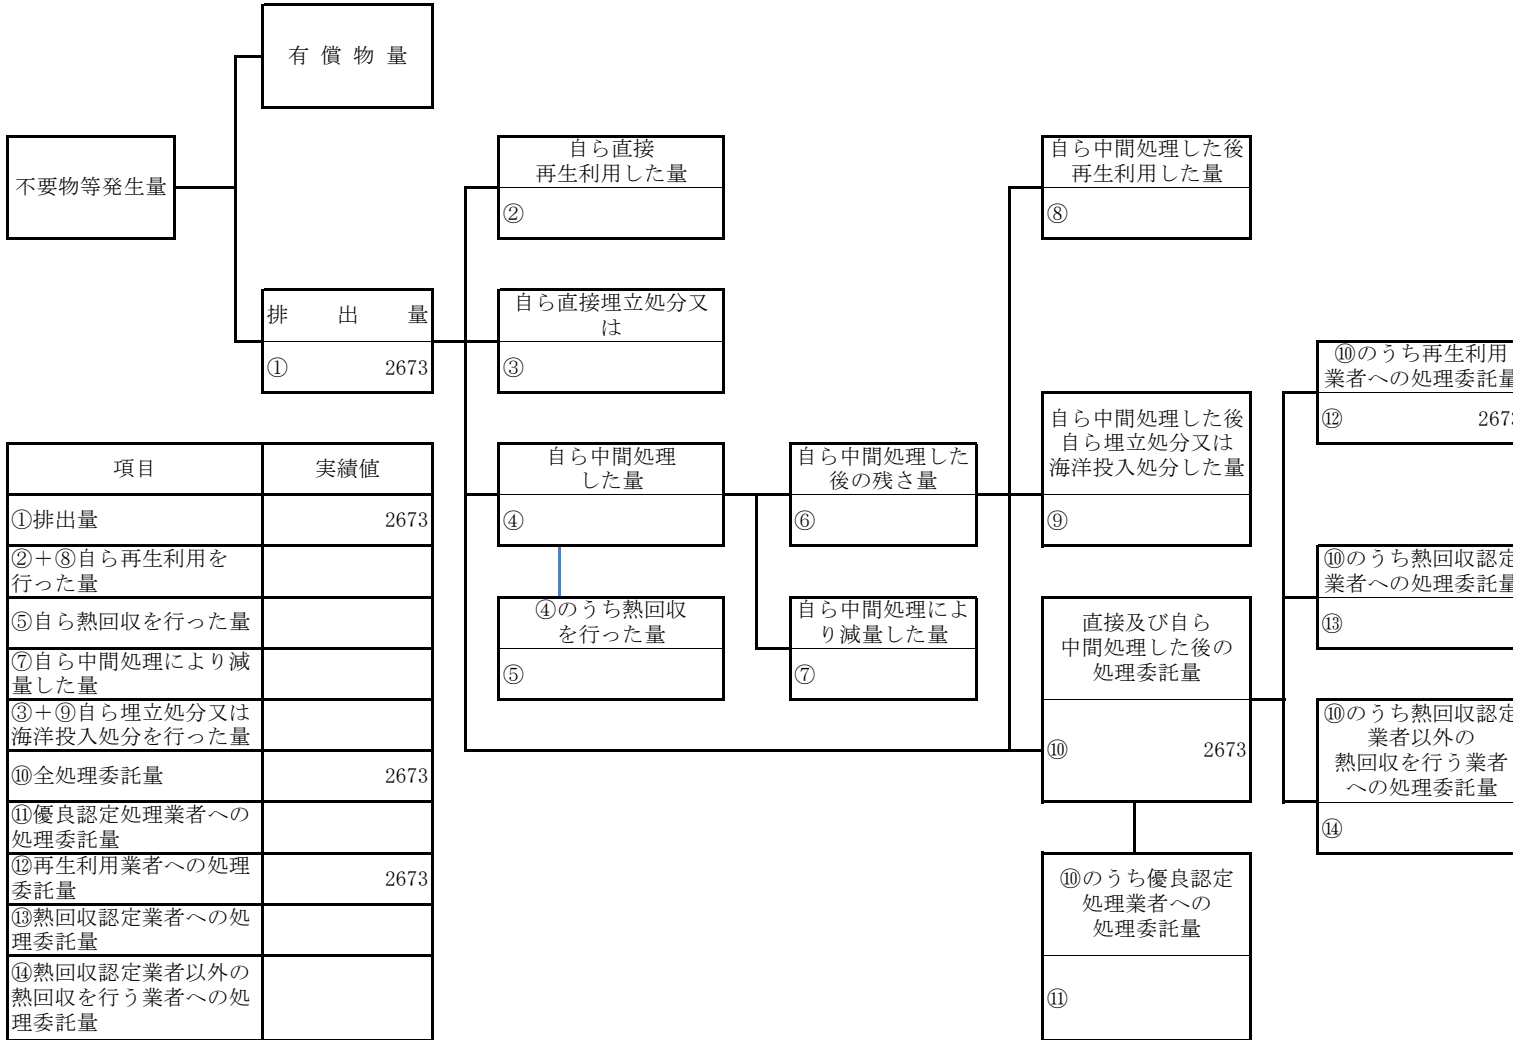 有 償 物 量
不要物等発生量
自ら直接
再生利用した量
②
自ら中間処理した後
再生利用した量
⑧
排 出 量
① 2673
自ら直接埋立処分又
は
③
⑩のうち再生利用
業者への処理委託量
⑫ 2673
自ら中間処理した後
自ら埋立処分又は
海洋投入処分した量
⑨
自ら中間処理
した量
④
自ら中間処理した
後の残さ量
⑥
⑩のうち熱回収認定
業者への処理委託量
⑬
④のうち熱回収
を行った量
⑤
自ら中間処理によ
り減量した量
⑦
直接及び自ら
中間処理した後の
処理委託量
⑩ 2673
⑩のうち熱回収認定
業者以外の
熱回収を行う業者
への処理委託量
⑭
⑩のうち優良認定
処理業者への
処理委託量
⑪
項目 実績値
①排出量 2673
②＋⑧自ら再生利用を
行った量
⑤自ら熱回収を行った量
⑦自ら中間処理により減
量した量
③＋⑨自ら埋立処分又は
海洋投入処分を行った量
⑩全処理委託量 2673
⑪優良認定処理業者への
処理委託量
⑫再生利用業者への処理
委託量 2673
⑬熱回収認定業者への処
理委託量
⑭熱回収認定業者以外の
熱回収を行う業者への処
理委託量